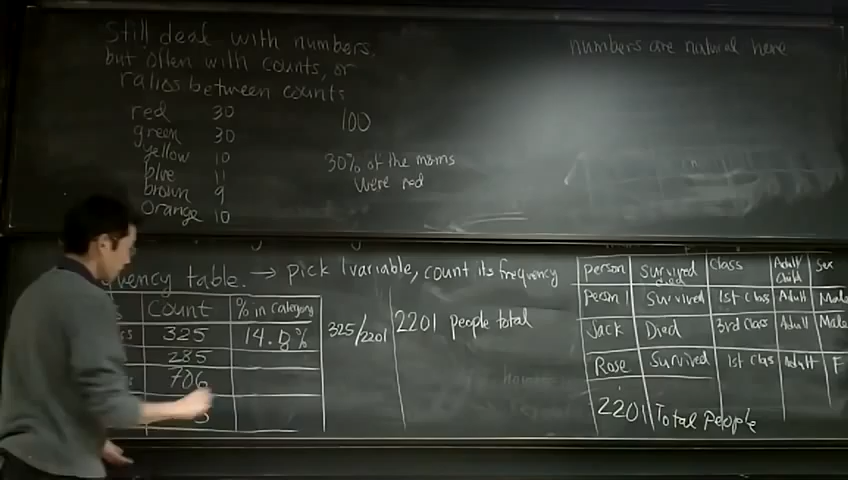 Still deal with numbers,
but often with counts, or
ratios between counts
red 30
green 30
yellow 10
blue 11
brown 9
orange 10
100
30% of the m&ms
were red
numbers are natural here
table. → pick 1 variable, count its frequency
Count % in category
325 14.
285
706
325/2201
2201 people total
person Survived died Class Adult Child Sex
Person 1 Survived 1st class Adult Male
Jack Died 3rd class Adult Male
Rose Survived 1st class Adult F
2201 Total People